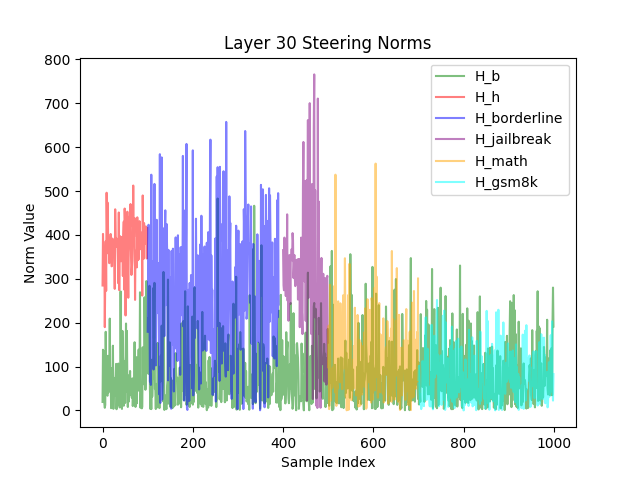 Layer 30 Steering Norms
800
700
600
500
400
300
200
100
0
Norm Value
H_b
H_h
H_borderline
H_jailbreak
H_math
H_gsm8k
0
200
400
600
800
1000
Sample Index